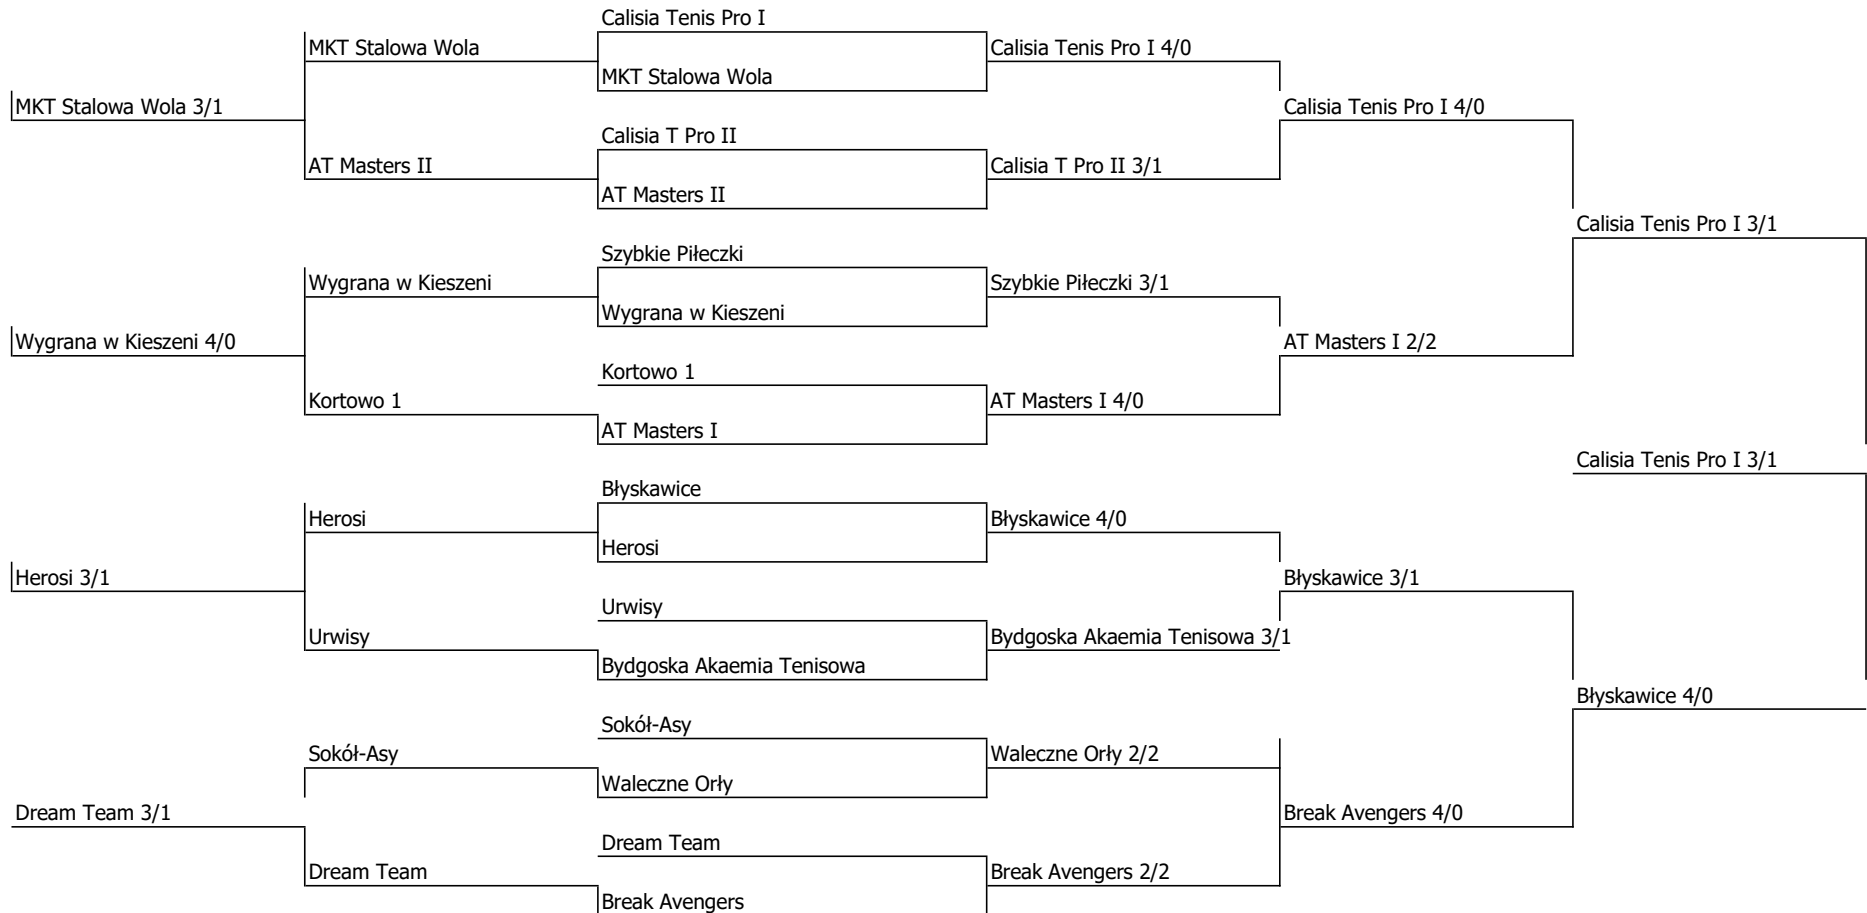 Calisia Tenis Pro I
MKT Stalowa Wola
Calisia Tenis Pro I 4/0
MKT Stalowa Wola
MKT Stalowa Wola 3/1
Calisia Tenis Pro I 4/0
Calisia T Pro II
AT Masters II
Calisia T Pro II 3/1
AT Masters II
Calisia Tenis Pro I 3/1
Szybkie Piłeczki
Wygrana w Kieszeni
Szybkie Piłeczki 3/1
Wygrana w Kieszeni
Wygrana w Kieszeni 4/0
AT Masters I 2/2
Kortowo 1
Kortowo 1
AT Masters I 4/0
AT Masters I
Calisia Tenis Pro I 3/1
Błyskawice
Herosi
Błyskawice 4/0
Herosi
Herosi 3/1
Błyskawice 3/1
Urwisy
Urwisy
Bydgoska Akaemia Tenisowa 3/1
Bydgoska Akaemia Tenisowa
Błyskawice 4/0
Sokół-Asy
Sokół-Asy
Waleczne Orły 2/2
Waleczne Orły
Dream Team 3/1
Break Avengers 4/0
Dream Team
Dream Team
Break Avengers 2/2
Break Avengers